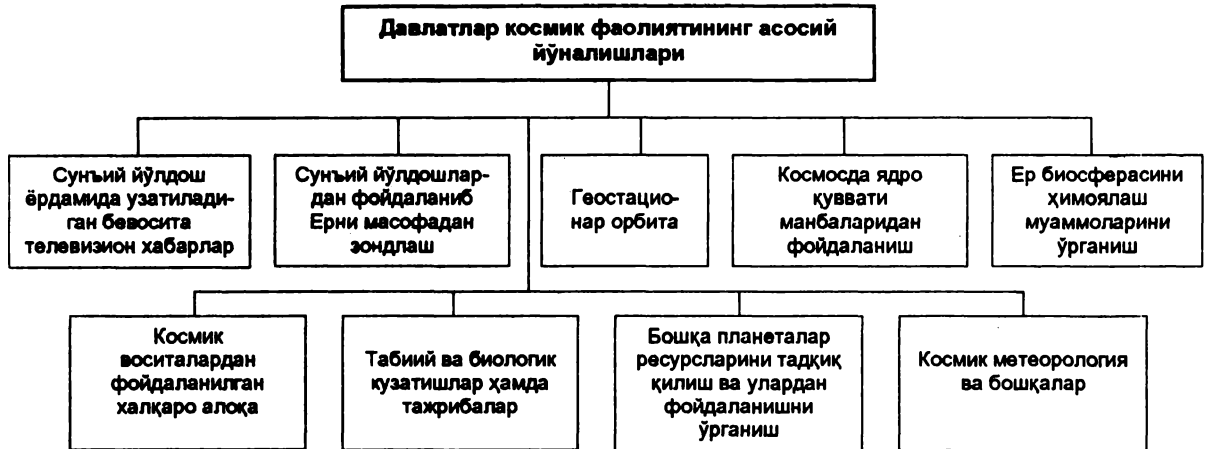 Давлатлар космик фаолиятининг асосий
йўналишлари
Сунъий йўлдош
ёрдамида узатилади-
ган бевосита
телевизион хабарлар
Сунъий йўлдошлар-
дан фойдаланиб
Ерни масофадан
зондлаш
Геостацио-
нар орбита
Космосда ядро
қуввати
манбаларидан
фойдаланиш
Ер биосферасини
ҳимоялаш
муаммоларини
ўрганиш
Космик
воситалардан
фойдаланилган
халқаро алоқа
Табиий ва биологик
кузатишлар ҳамда
тажрибалар
Бошқа планеталар
ресурсларини тадқиқ
қилиш ва улардан
фойдаланишни
ўрганиш
Космик метеорология
ва бошқалар